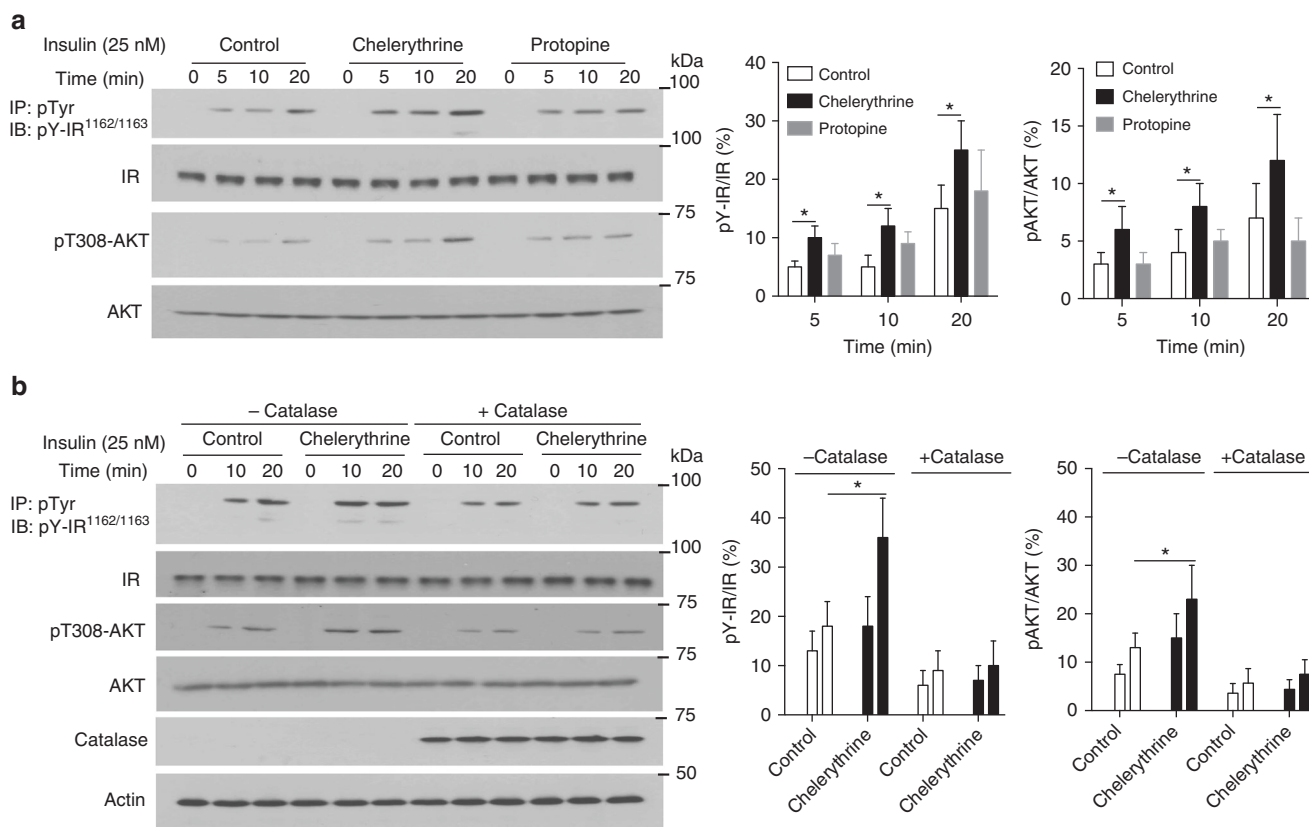 a
Insulin (25 nM) Control Chelerythrine Protopine
Time (min) 0 5 10 20 0 5 10 20 0 5 10 20 kDa
100
IP: pTyr
IB: pY-IR1162/1163
100
IR
75
pT308-AKT
75
AKT
pY-IR/IR (%)
40
30
20
10
0
Control
Chelerythrine
Protopine
* * *
5 10 20
Time (min)
pAKT/AKT (%)
20
15
10
5
0
Control
Chelerythrine
Protopine
* * *
5 10 20
Time (min)
b
– Catalase + Catalase
Insulin (25 nM) Control Chelerythrine Control Chelerythrine
Time (min) 0 10 20 0 10 20 0 10 20 0 10 20 kDa
100
IP: pTyr
IB: pY-IR1162/1163
100
IR
75
pT308-AKT
75
AKT
75
Catalase
50
Actin
–Catalase +Catalase
pY-IR/IR (%)
50
40
30
20
10
0
*
Control Chelerythrine Control Chelerythrine
–Catalase +Catalase
pAKT/AKT (%)
50
40
30
20
10
0
*
Control Chelerythrine Control Chelerythrine